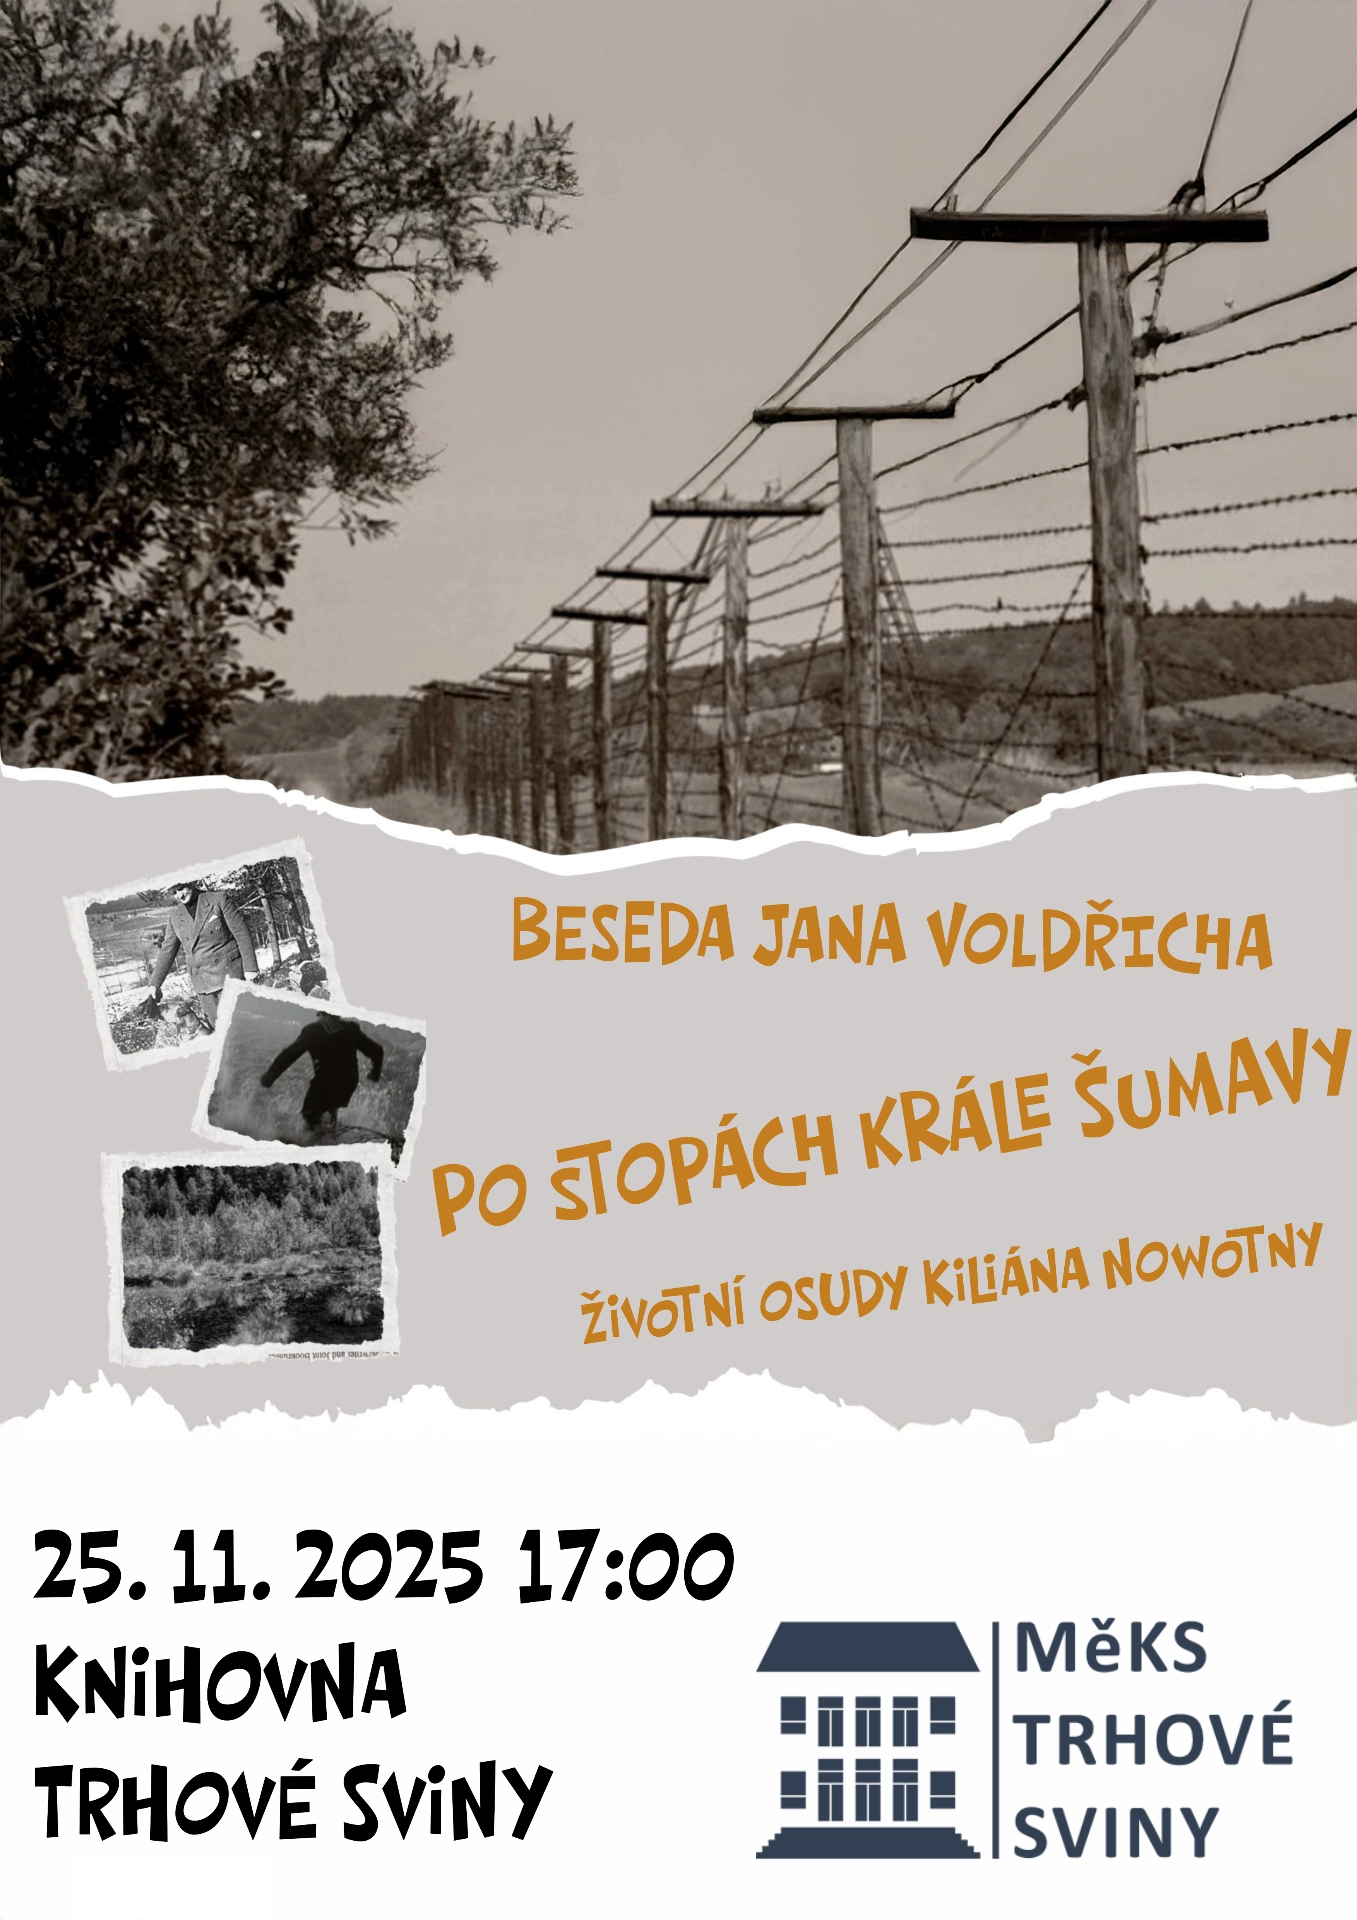 BESEDA JANA VOLDŘICHA
PO STOPÁCH KRÁLE ŠUMAVY
ŽIVOTNÍ OSUDY KILIÁNA NOWOTNY
25. 11. 2025 17:00
KNIHOVNA
TRHOVÉ SVINY
MěKS
TRHOVÉ
SVINY